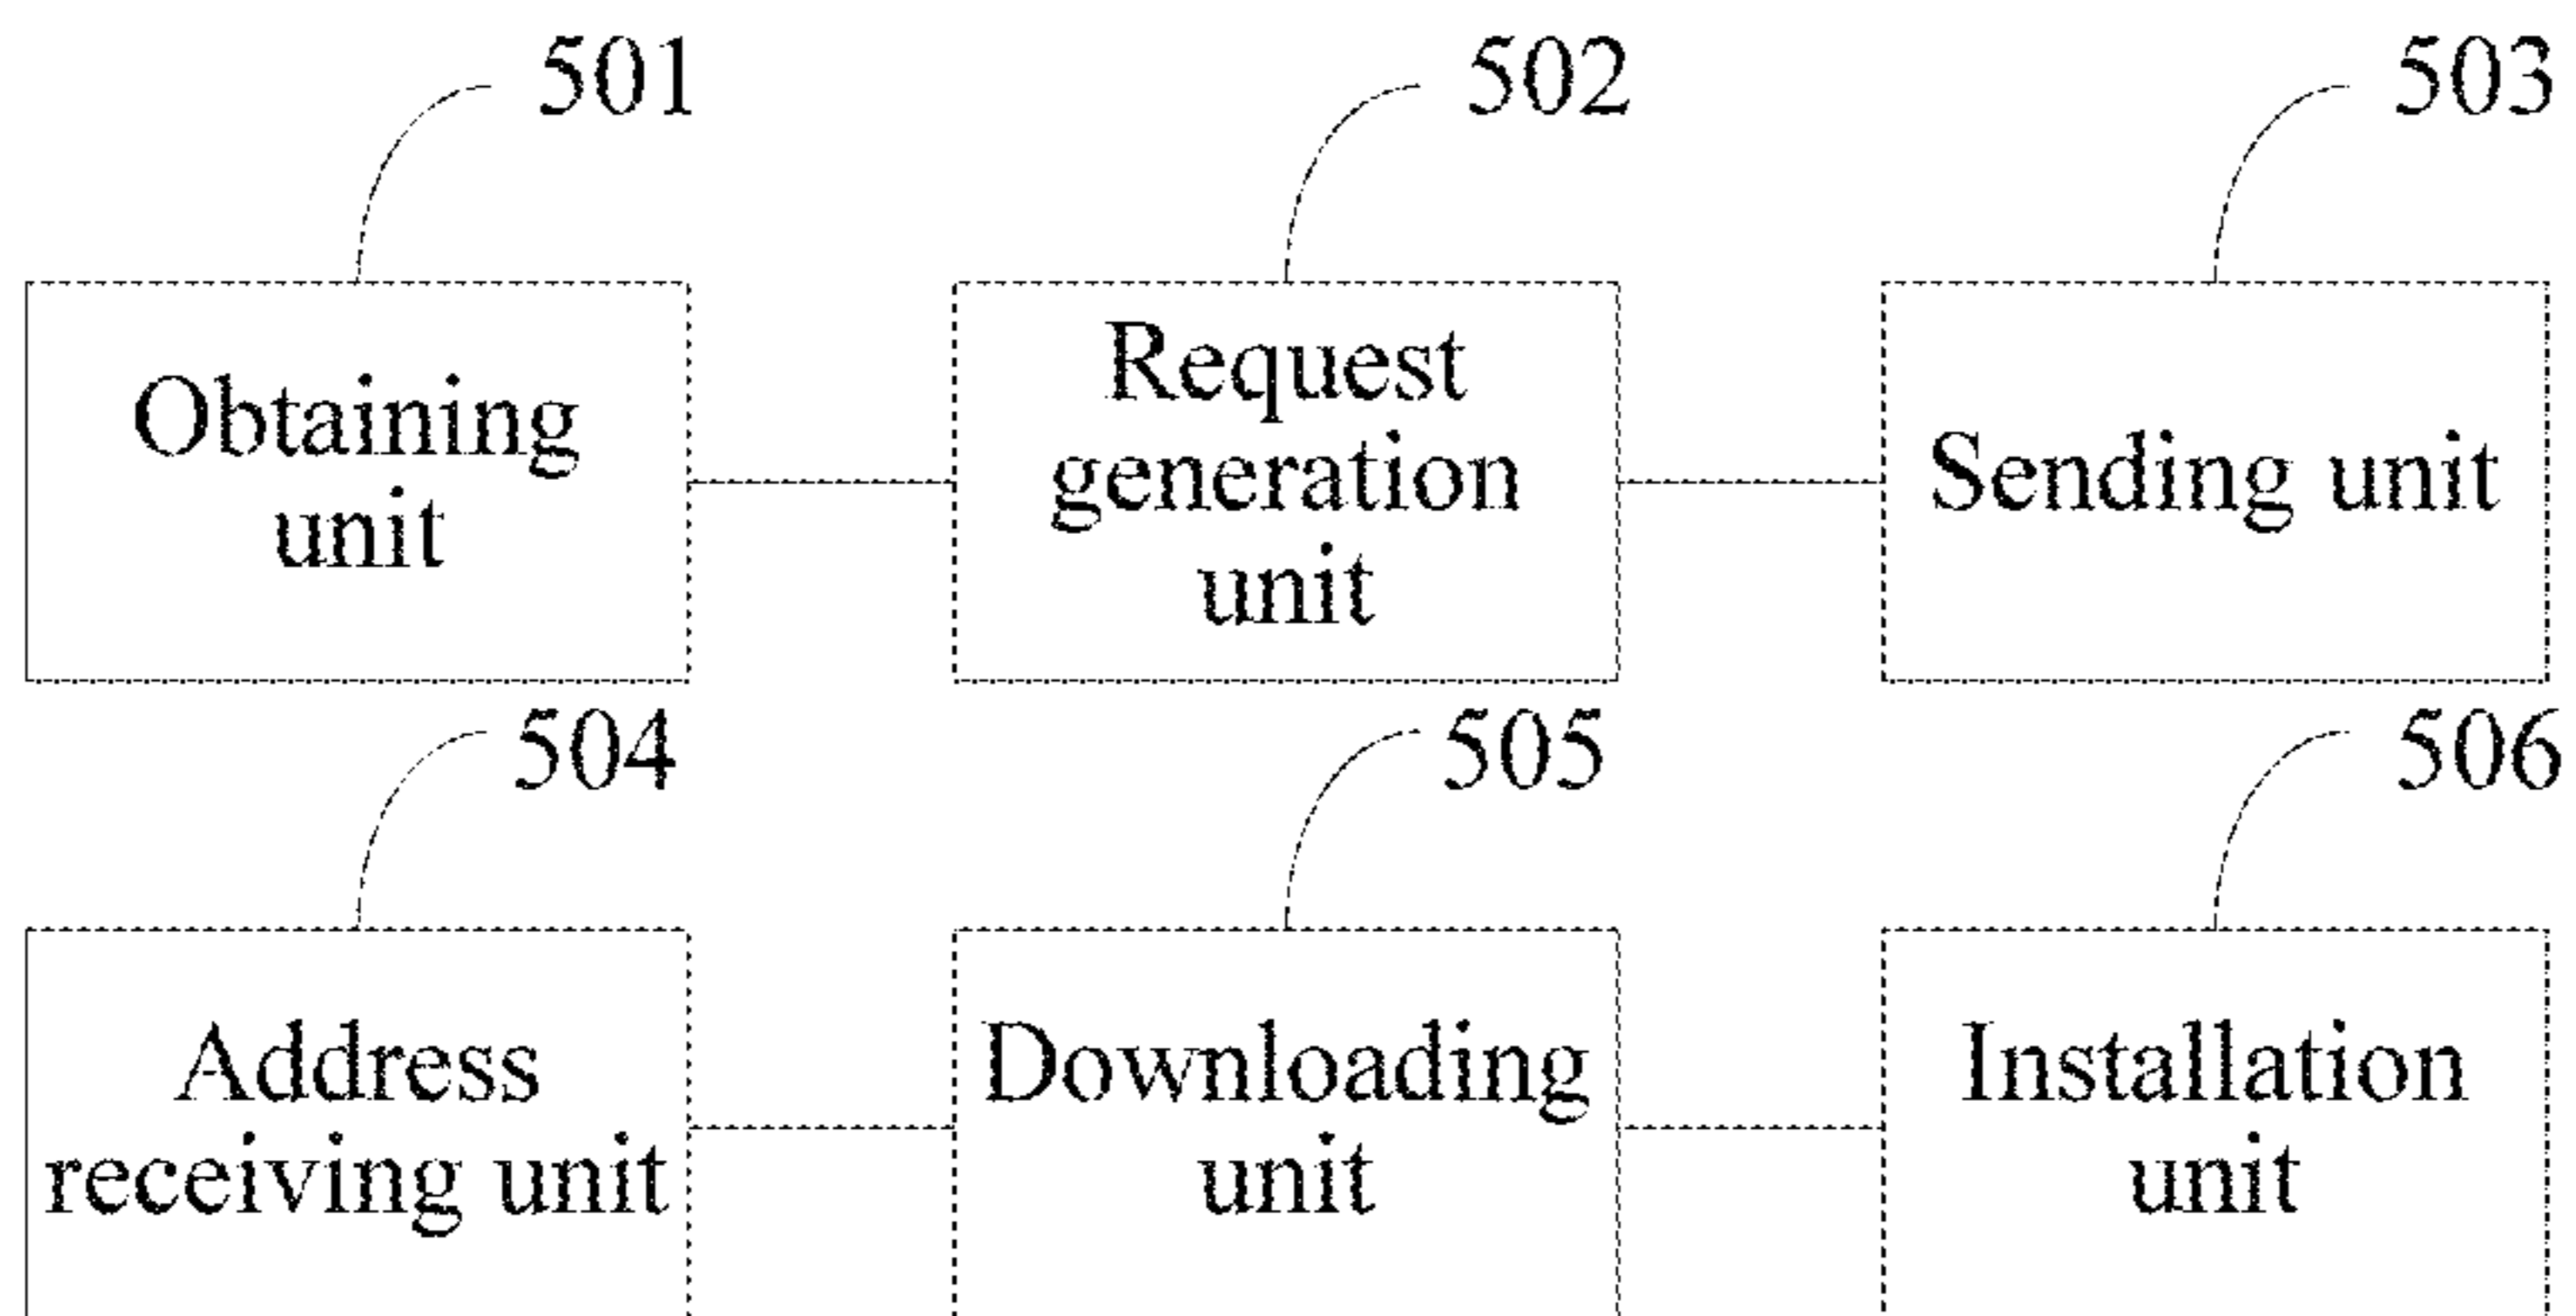 501
502
503
Obtaining
unit
Request
generation
unit
Sending unit
504
505
506
Address
receiving unit
Downloading
unit
Installation
unit